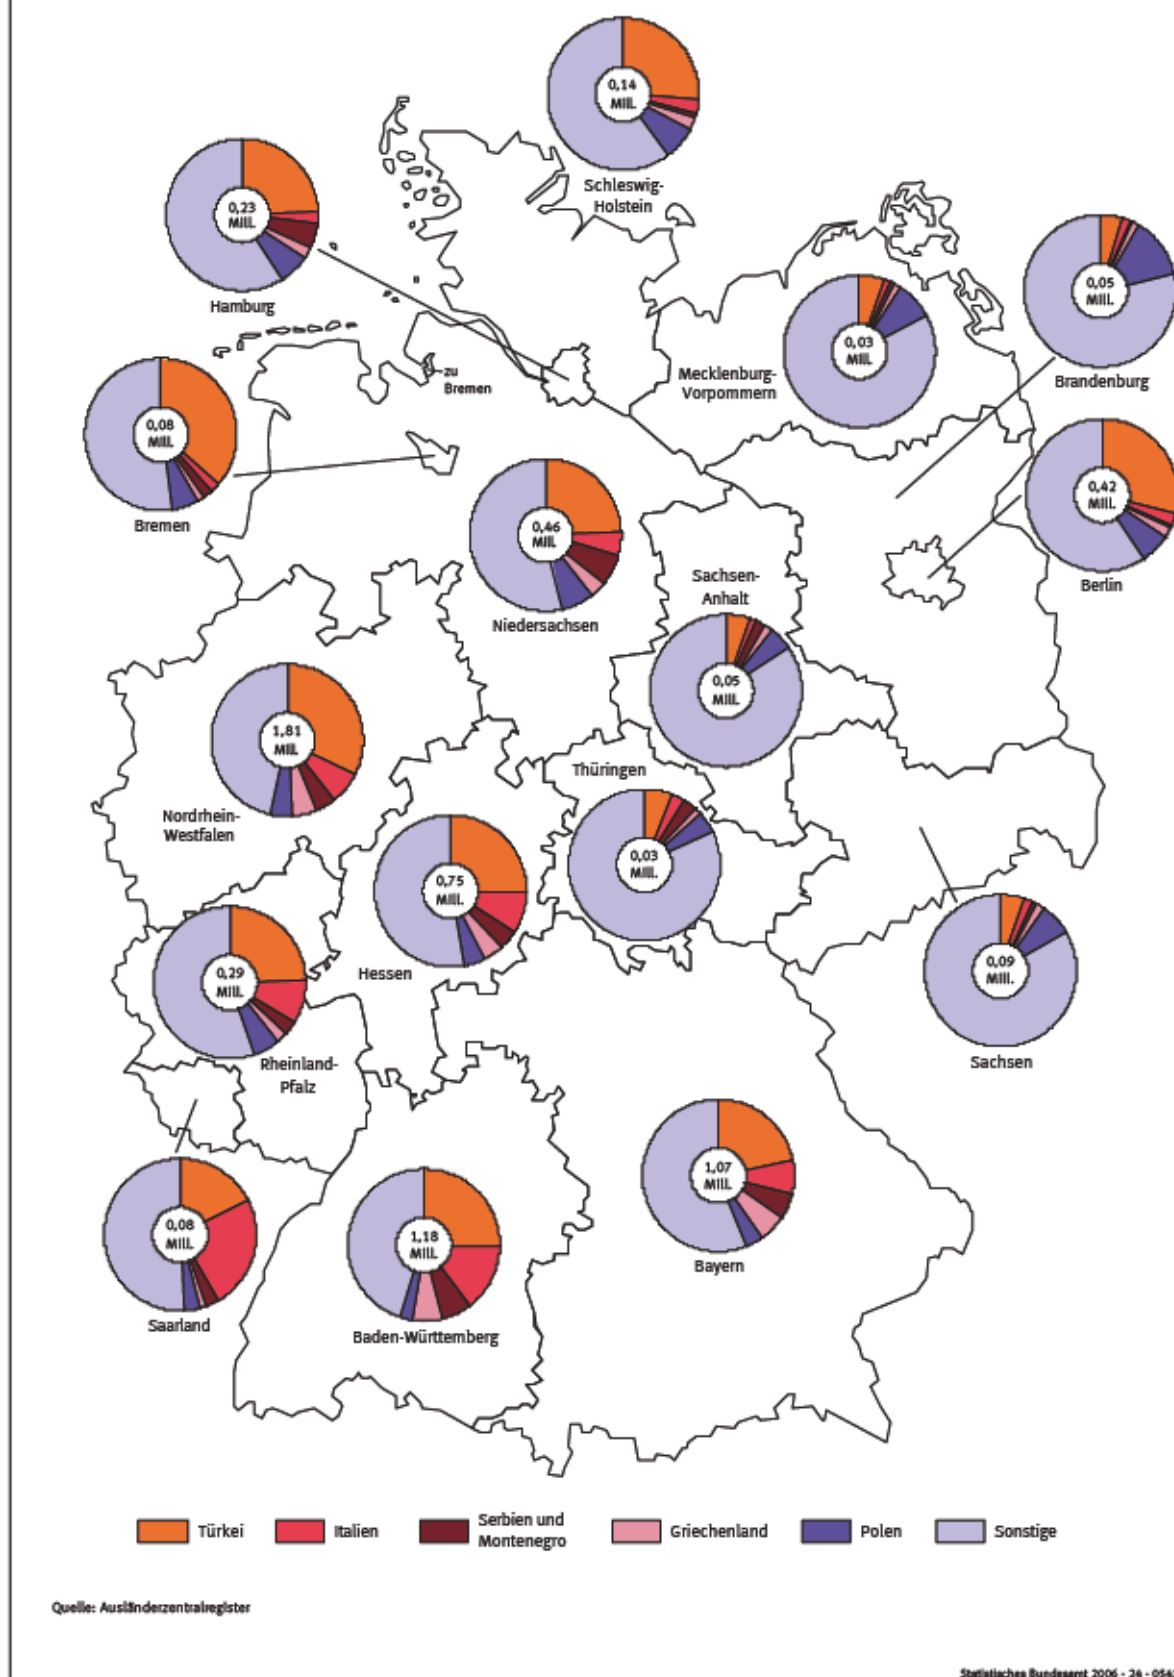 0,14
Mill.
Schleswig-
Holstein
0,23
Mill.
Hamburg
0,05
Mill.
Brandenburg
0,03
Mill.
Mecklenburg-
Vorpommern
zu
Bremen
0,08
Mill.
Bremen
0,42
Mill.
Berlin
0,46
Mill.
Niedersachsen
Sachsen-
Anhalt
0,05
Mill.
1,81
Mill.
Nordrhein-
Westfalen
Thüringen
0,03
Mill.
0,75
Mill.
Hessen
0,29
Mill.
Rheinland-
Pfalz
0,09
Mill.
Sachsen
0,08
Mill.
Saarland
1,18
Mill.
Baden-Württemberg
1,07
Mill.
Bayern
Türkei
Italien
Serbien und
Montenegro
Griechenland
Polen
Sonstige
Quelle: Ausländerzentralregister
Statistisches Bundesamt 2006 - 24 -